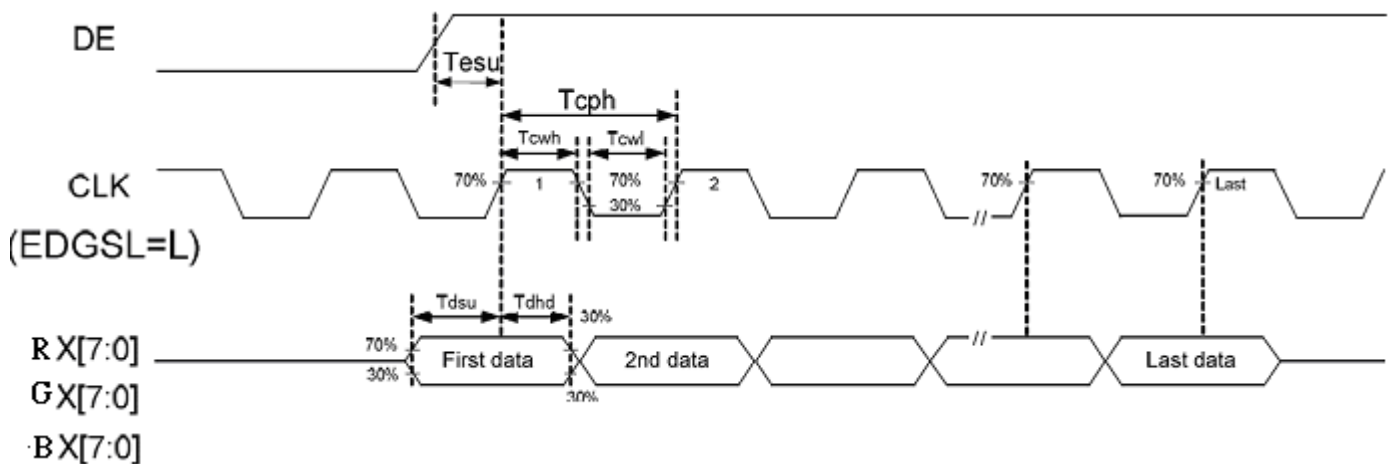 DE
Tesu
Tcph
Tcwh Tcwl
CLK 70% 1 70% 2 70% 70% Last
30% //
(EDGSL=L)
Tdsu Tdhd
30%
RX[7:0] 70% First data 2nd data // Last data
30%
30%
GX[7:0]
BX[7:0]